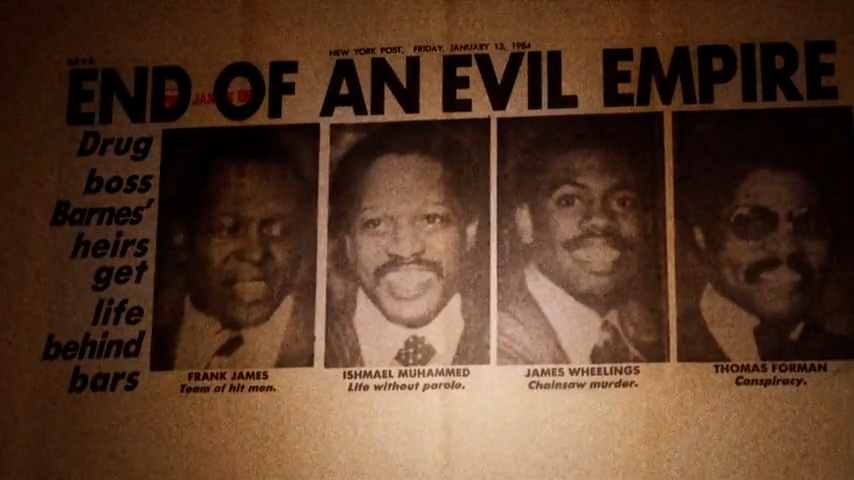 NEW YORK POST, FRIDAY, JANUARY 13, 1984
END OF AN EVIL EMPIRE
Drug
boss
Barnes'
heirs
get
life
behind
bars
FRANK JAMES
Team of hit men.
ISHMAEL MUHAMMED
Life without parole.
JAMES WHEELINGS
Chainsaw murder.
THOMAS FORMAN
Conspiracy.